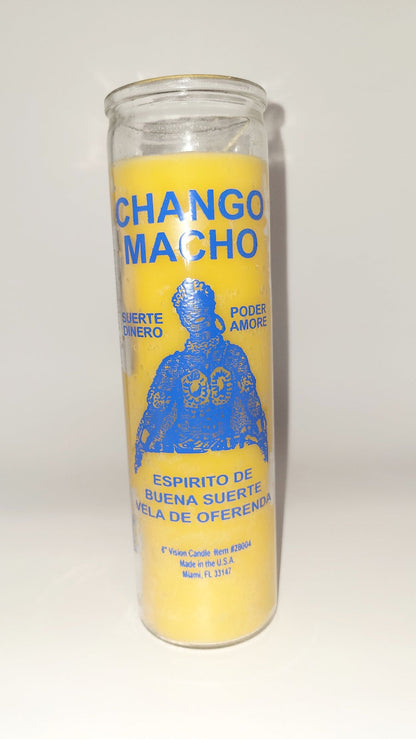 CHANGO
MACHO
SUERTE
DINERO
PODER
AMORE
ESPIRITO DE
BUENA SUERTE
VELA DE OFERENDA
8" Vision Candle Item #28004
Made in the U.S.A.
Miami, FL 33147